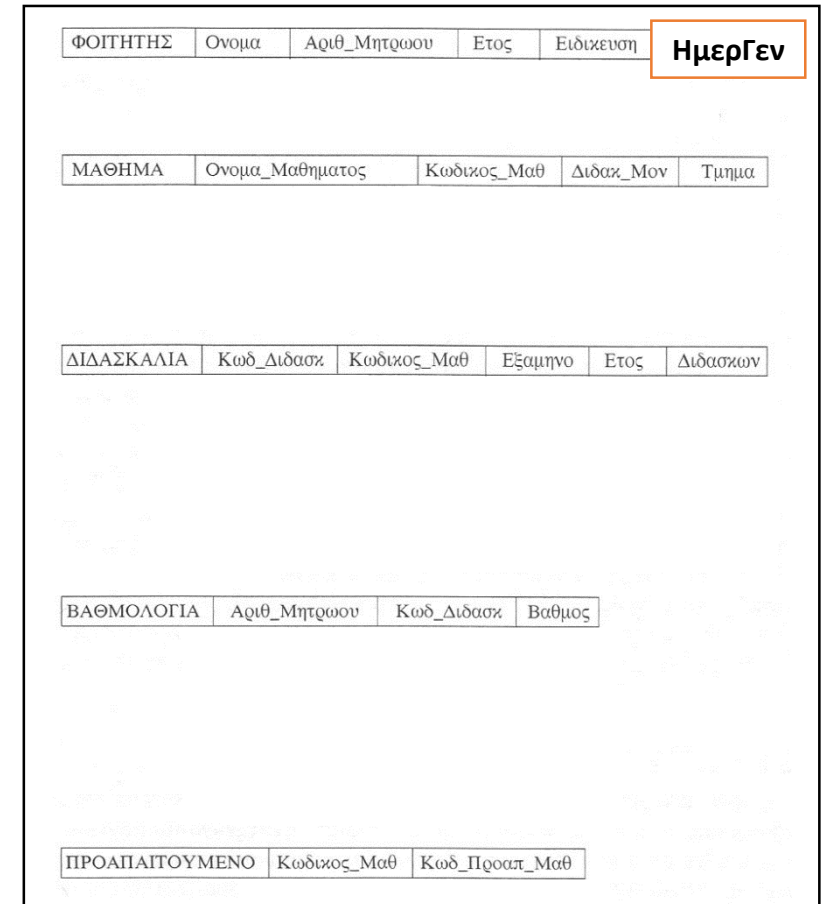 ΦΟΙΤΗΤΗΣ Ονομα Αριθ_Μητρωου Ετος Ειδικευση ΗμερΓεν
ΜΑΘΗΜΑ Ονομα_Μαθηματος Κωδικος_Μαθ Διδακ_Μον Τμημα
ΔΙΔΑΣΚΑΛΙΑ Κωδ_Διδασκ Κωδικος_Μαθ Εξαμηνο Ετος Διδασκων
ΒΑΘΜΟΛΟΓΙΑ Αριθ_Μητρωου Κωδ_Διδασκ Βαθμος
ΠΡΟΑΠΑΙΤΟΥΜΕΝΟ Κωδικος_Μαθ Κωδ_Προαπ_Μαθ